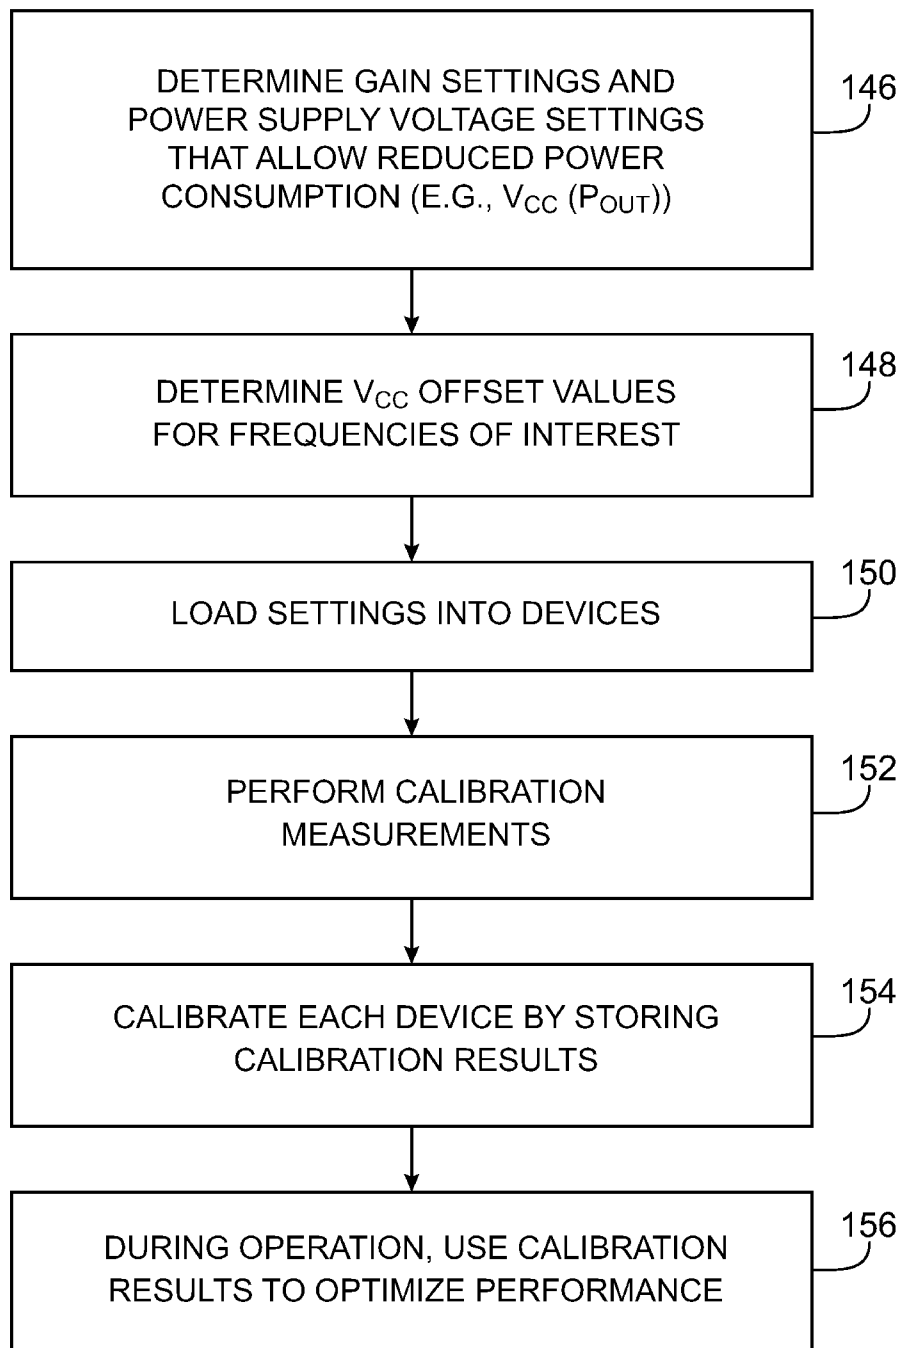 DETERMINE GAIN SETTINGS AND
POWER SUPPLY VOLTAGE SETTINGS
THAT ALLOW REDUCED POWER
CONSUMPTION (E.G., VCC (POUT))
146
DETERMINE VCC OFFSET VALUES
FOR FREQUENCIES OF INTEREST
148
LOAD SETTINGS INTO DEVICES
150
PERFORM CALIBRATION
MEASUREMENTS
152
CALIBRATE EACH DEVICE BY STORING
CALIBRATION RESULTS
154
DURING OPERATION, USE CALIBRATION
RESULTS TO OPTIMIZE PERFORMANCE
156